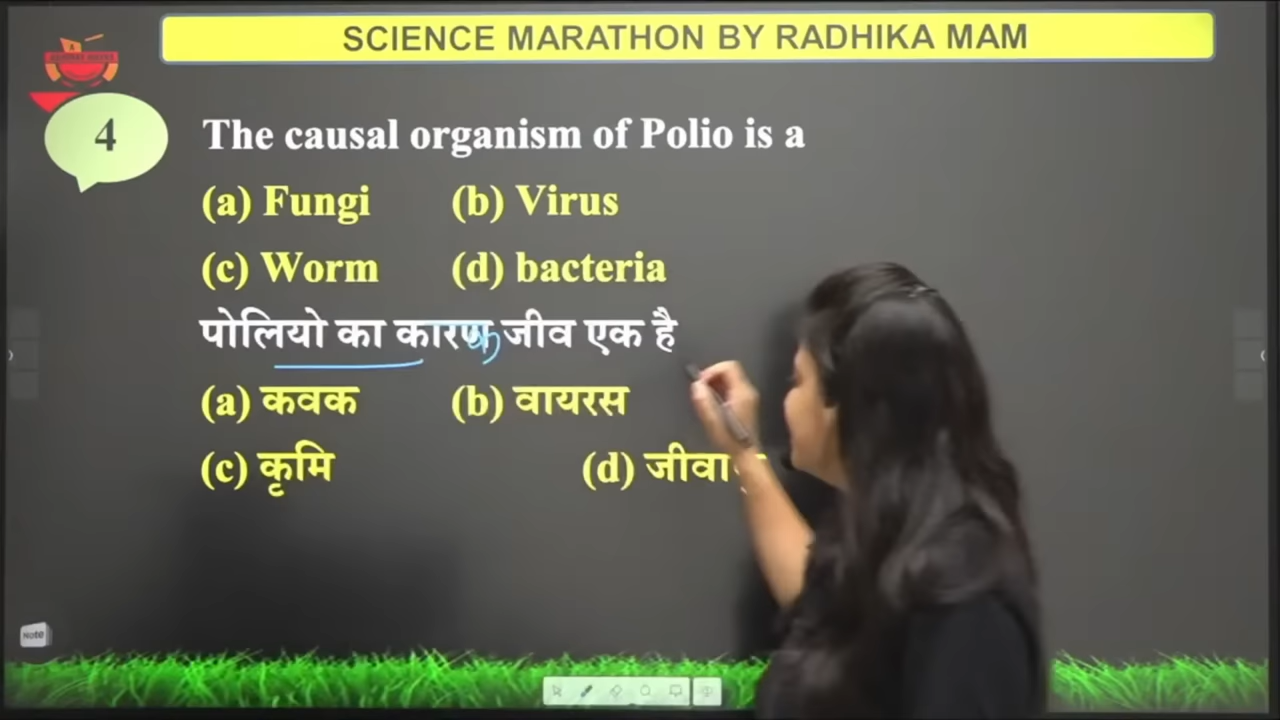 SCIENCE MARATHON BY RADHIKA MAM
4 The causal organism of Polio is a
(a) Fungi (b) Virus
(c) Worm (d) bacteria
पोलियो का कारण जीव एक है
(a) कवक (b) वायरस
(c) कृमि (d)
Note